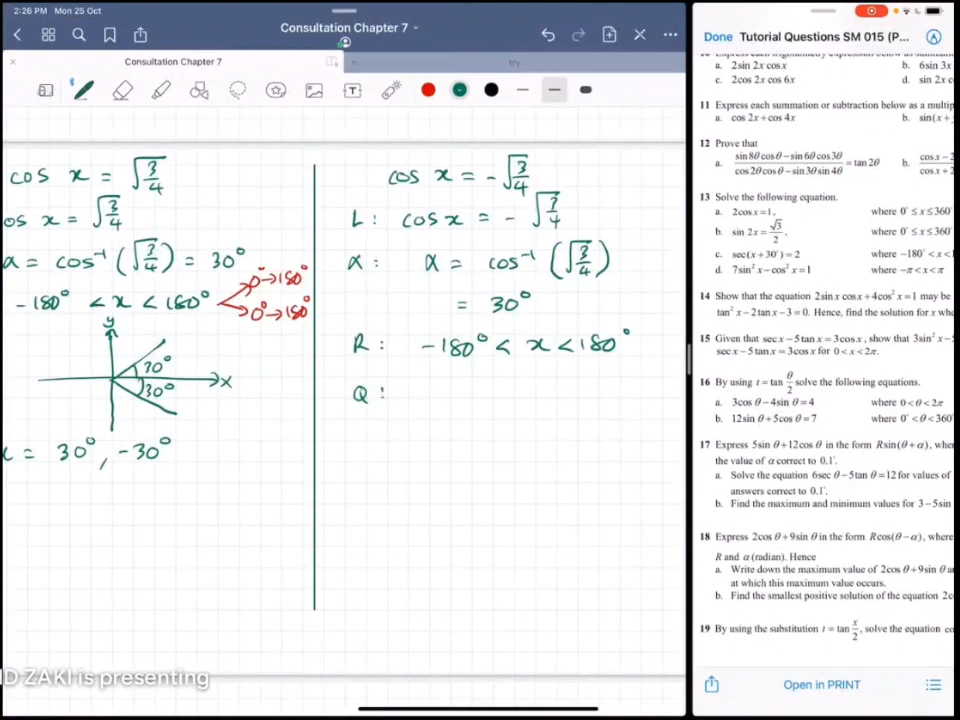 2:26 PM Mon 25 Oct
Consultation Chapter 7
Consultation Chapter 7
try
cos x = √3/4
os x = √3/4
α = cos⁻¹ (√3/4) = 30°
-180° < x < 180°
0° → 180°
0° → 180°
y
30°
x
30°
x = 30°, -30°
cos x = -√3/4
L: cos x = -√3/4
α: α = cos⁻¹ (√3/4)
= 30°
R: -180° < x < 180°
Q:
D ZAKI is presenting
Done Tutorial Questions SM 015 (P...
a. 2sin 2x cos x b. 6sin 3x
c. 2cos 2x cos 6x d. sin 2x c
11 Express each summation or subtraction below as a multip
a. cos 2x + cos 4x b. sin(x +
12 Prove that
a. (sin 8θ cos θ − sin 6θ cos 3θ)/(cos 2θ cos θ − sin 3θ sin 4θ) = tan 2θ b. cos x − 2/cos x + 2
13 Solve the following equation.
a. 2cos x = 1, where 0° ≤ x ≤ 360°
b. sin 2x = √3/2, where 0° ≤ x ≤ 360°
c. sec(x + 30°) = 2 where −180° < x < 1
d. 7sin² x − cos² x = 1 where −π < x < π
14 Show that the equation 2sin x cos x + 4cos² x = 1 may be
tan² x − 2 tan x − 3 = 0. Hence, find the solution for x whe
15 Given that sec x − 5 tan x = 3cos x, show that 3sin² x − 5
sec x − 5 tan x = 3cos x for 0 < x < 2π.
16 By using t = tan θ/2 solve the following equations.
a. 3cos θ − 4sin θ = 4 where 0 < θ < 2π
b. 12sin θ + 5cos θ = 7 where 0° < θ < 360°
17 Express 5sin θ + 12cos θ in the form R sin(θ + α), whe
the value of α correct to 0.1°.
a. Solve the equation 6sec θ − 5 tan θ = 12 for values of
answers correct to 0.1°.
b. Find the maximum and minimum values for 3 − 5sin
18 Express 2cos θ + 9sin θ in the form R cos(θ − α), where
R and α (radian). Hence
a. Write down the maximum value of 2cos θ + 9sin θ a
at which this maximum value occurs.
b. Find the smallest positive solution of the equation 2c
19 By using the substitution t = tan x/2, solve the equation co
Open in PRINT